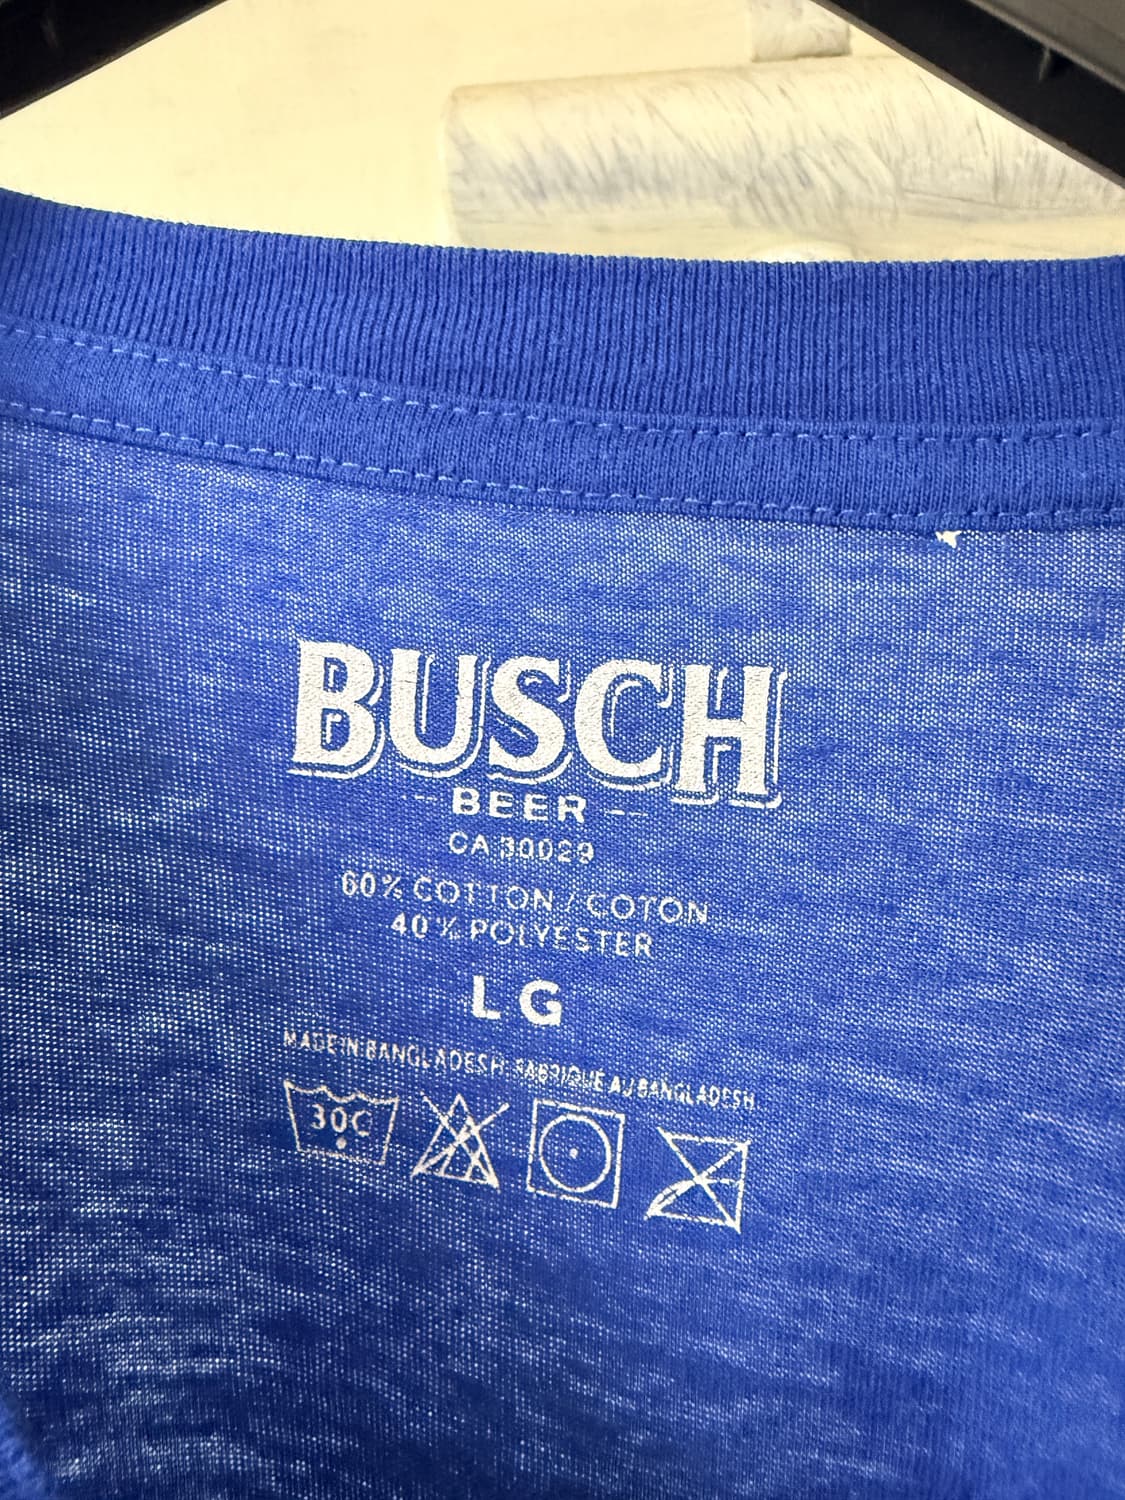 BUSCH
BEER
CA 30029
60% COTTON / COTON
40% POLYESTER
LG
MADE IN BANGLADESH. FABRIQUE AU BANGLADESH
30C